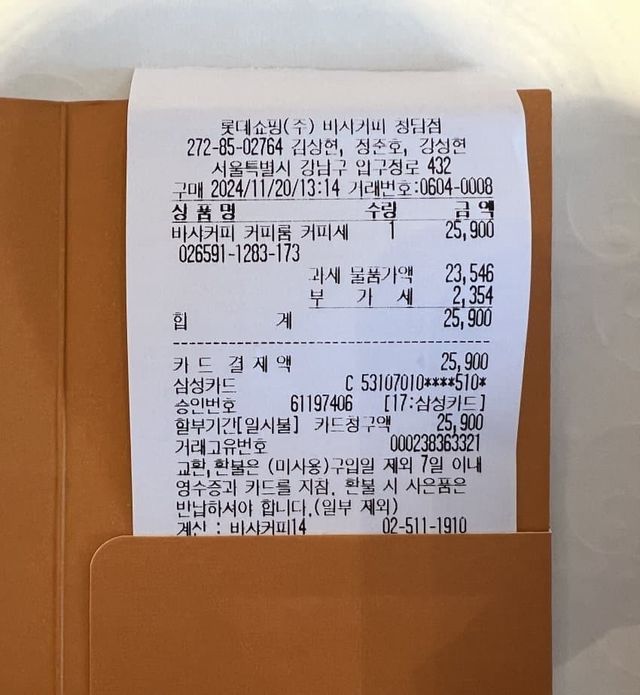 롯데쇼핑(주) 바샤커피 청담점
272-85-02764 김상현, 정준호, 강성현
서울특별시 강남구 압구정로 432
구매 2024/11/20/13:14 거래번호:0604-0008
상 품 명 수량 금 액
바샤커피 커피룸 커피세 1 25,900
026591-1283-173
과세 물품가액 23,546
부 가 세 2,354
합 계 25,900
카 드 결 제 액 25,900
삼성카드 C 53107010****510*
승인번호 61197406 [17:삼성카드]
할부기간[일시불] 카드청구액 25,900
거래고유번호 000238363321
교환,환불은 (미사용)구입일 제외 7일 이내
영수증과 카드를 지참. 환불 시 사은품은
반납하셔야 합니다.(일부 제외)
계산 : 바샤커피14 02-511-1910